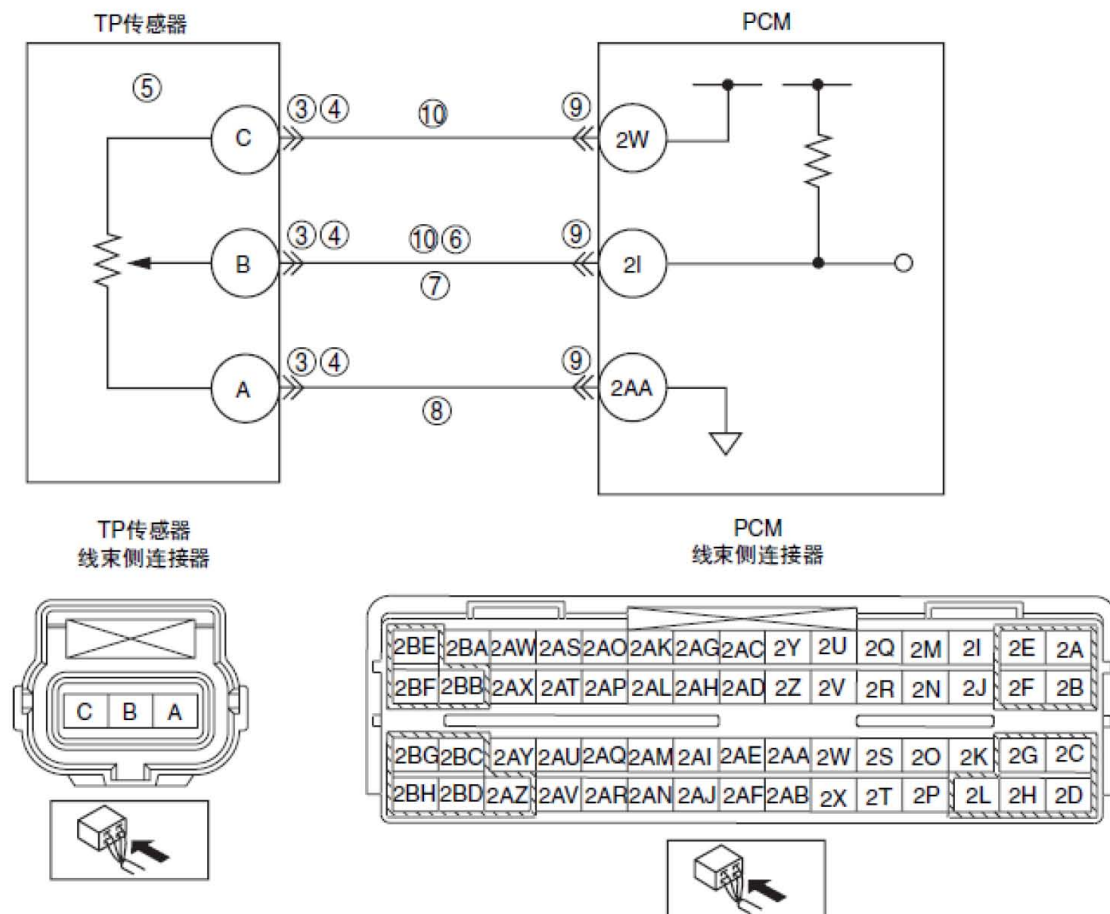 TP传感器 PCM
⑤
C ③④ ⑩ ⑨ 2W
B ③④ ⑩⑥ ⑨ 2I
⑦
A ③④ ⑨ 2AA
⑧
TP传感器
线束侧连接器
PCM
线束侧连接器
C B A
2BE 2BA 2AW 2AS 2AO 2AK 2AG 2AC 2Y 2U 2Q 2M 2I 2E 2A
2BF 2BB 2AX 2AT 2AP 2AL 2AH 2AD 2Z 2V 2R 2N 2J 2F 2B
2BG 2BC 2AY 2AU 2AQ 2AM 2AI 2AE 2AA 2W 2S 2O 2K 2G 2C
2BH 2BD 2AZ 2AV 2AR 2AN 2AJ 2AF 2AB 2X 2T 2P 2L 2H 2D